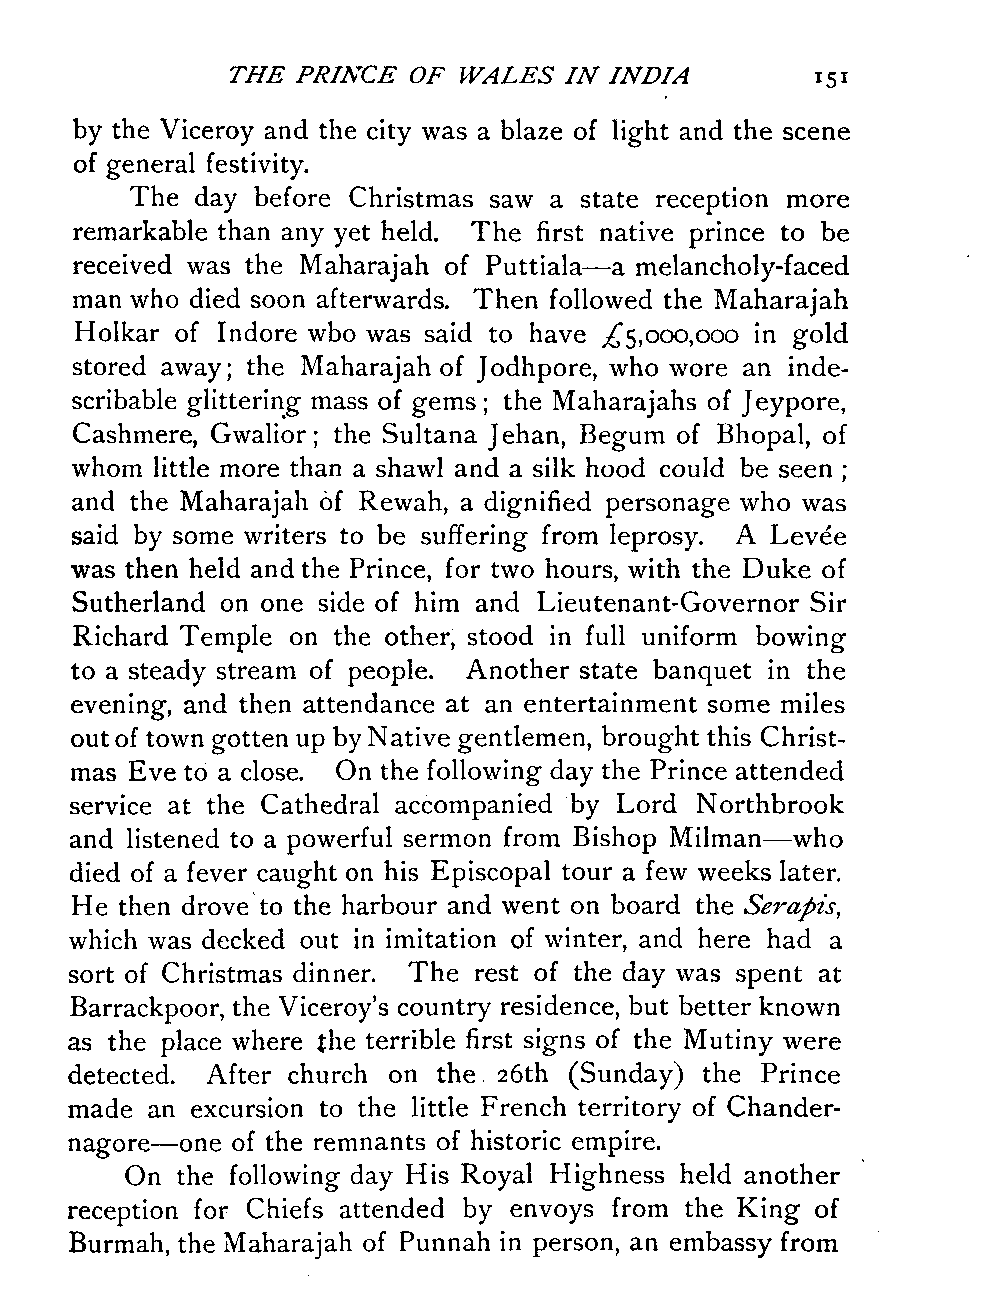 THE PRINCE OF WALES IN INDIA 151
by the Viceroy and the city was a blaze of light and the scene
of general festivity.
The day before Christmas saw a state reception more
remarkable than any yet held. The first native prince to be
received was the Maharajah of Puttiala—a melancholy-faced
man who died soon afterwards. Then followed the Maharajah
Holkar of Indore who was said to have £5,000,000 in gold
stored away; the Maharajah of Jodhpore, who wore an inde-
scribable glittering mass of gems; the Maharajahs of Jeypore,
Cashmere, Gwalior; the Sultana Jehan, Begum of Bhopal, of
whom little more than a shawl and a silk hood could be seen;
and the Maharajah of Rewah, a dignified personage who was
said by some writers to be suffering from leprosy. A Levée
was then held and the Prince, for two hours, with the Duke of
Sutherland on one side of him and Lieutenant-Governor Sir
Richard Temple on the other, stood in full uniform bowing
to a steady stream of people. Another state banquet in the
evening, and then attendance at an entertainment some miles
out of town gotten up by Native gentlemen, brought this Christ-
mas Eve to a close. On the following day the Prince attended
service at the Cathedral accompanied by Lord Northbrook
and listened to a powerful sermon from Bishop Milman—who
died of a fever caught on his Episcopal tour a few weeks later.
He then drove to the harbour and went on board the Serapis,
which was decked out in imitation of winter, and here had a
sort of Christmas dinner. The rest of the day was spent at
Barrackpoor, the Viceroy's country residence, but better known
as the place where the terrible first signs of the Mutiny were
detected. After church on the 26th (Sunday) the Prince
made an excursion to the little French territory of Chander-
nagore—one of the remnants of historic empire.
On the following day His Royal Highness held another
reception for Chiefs attended by envoys from the King of
Burmah, the Maharajah of Punnah in person, an embassy from